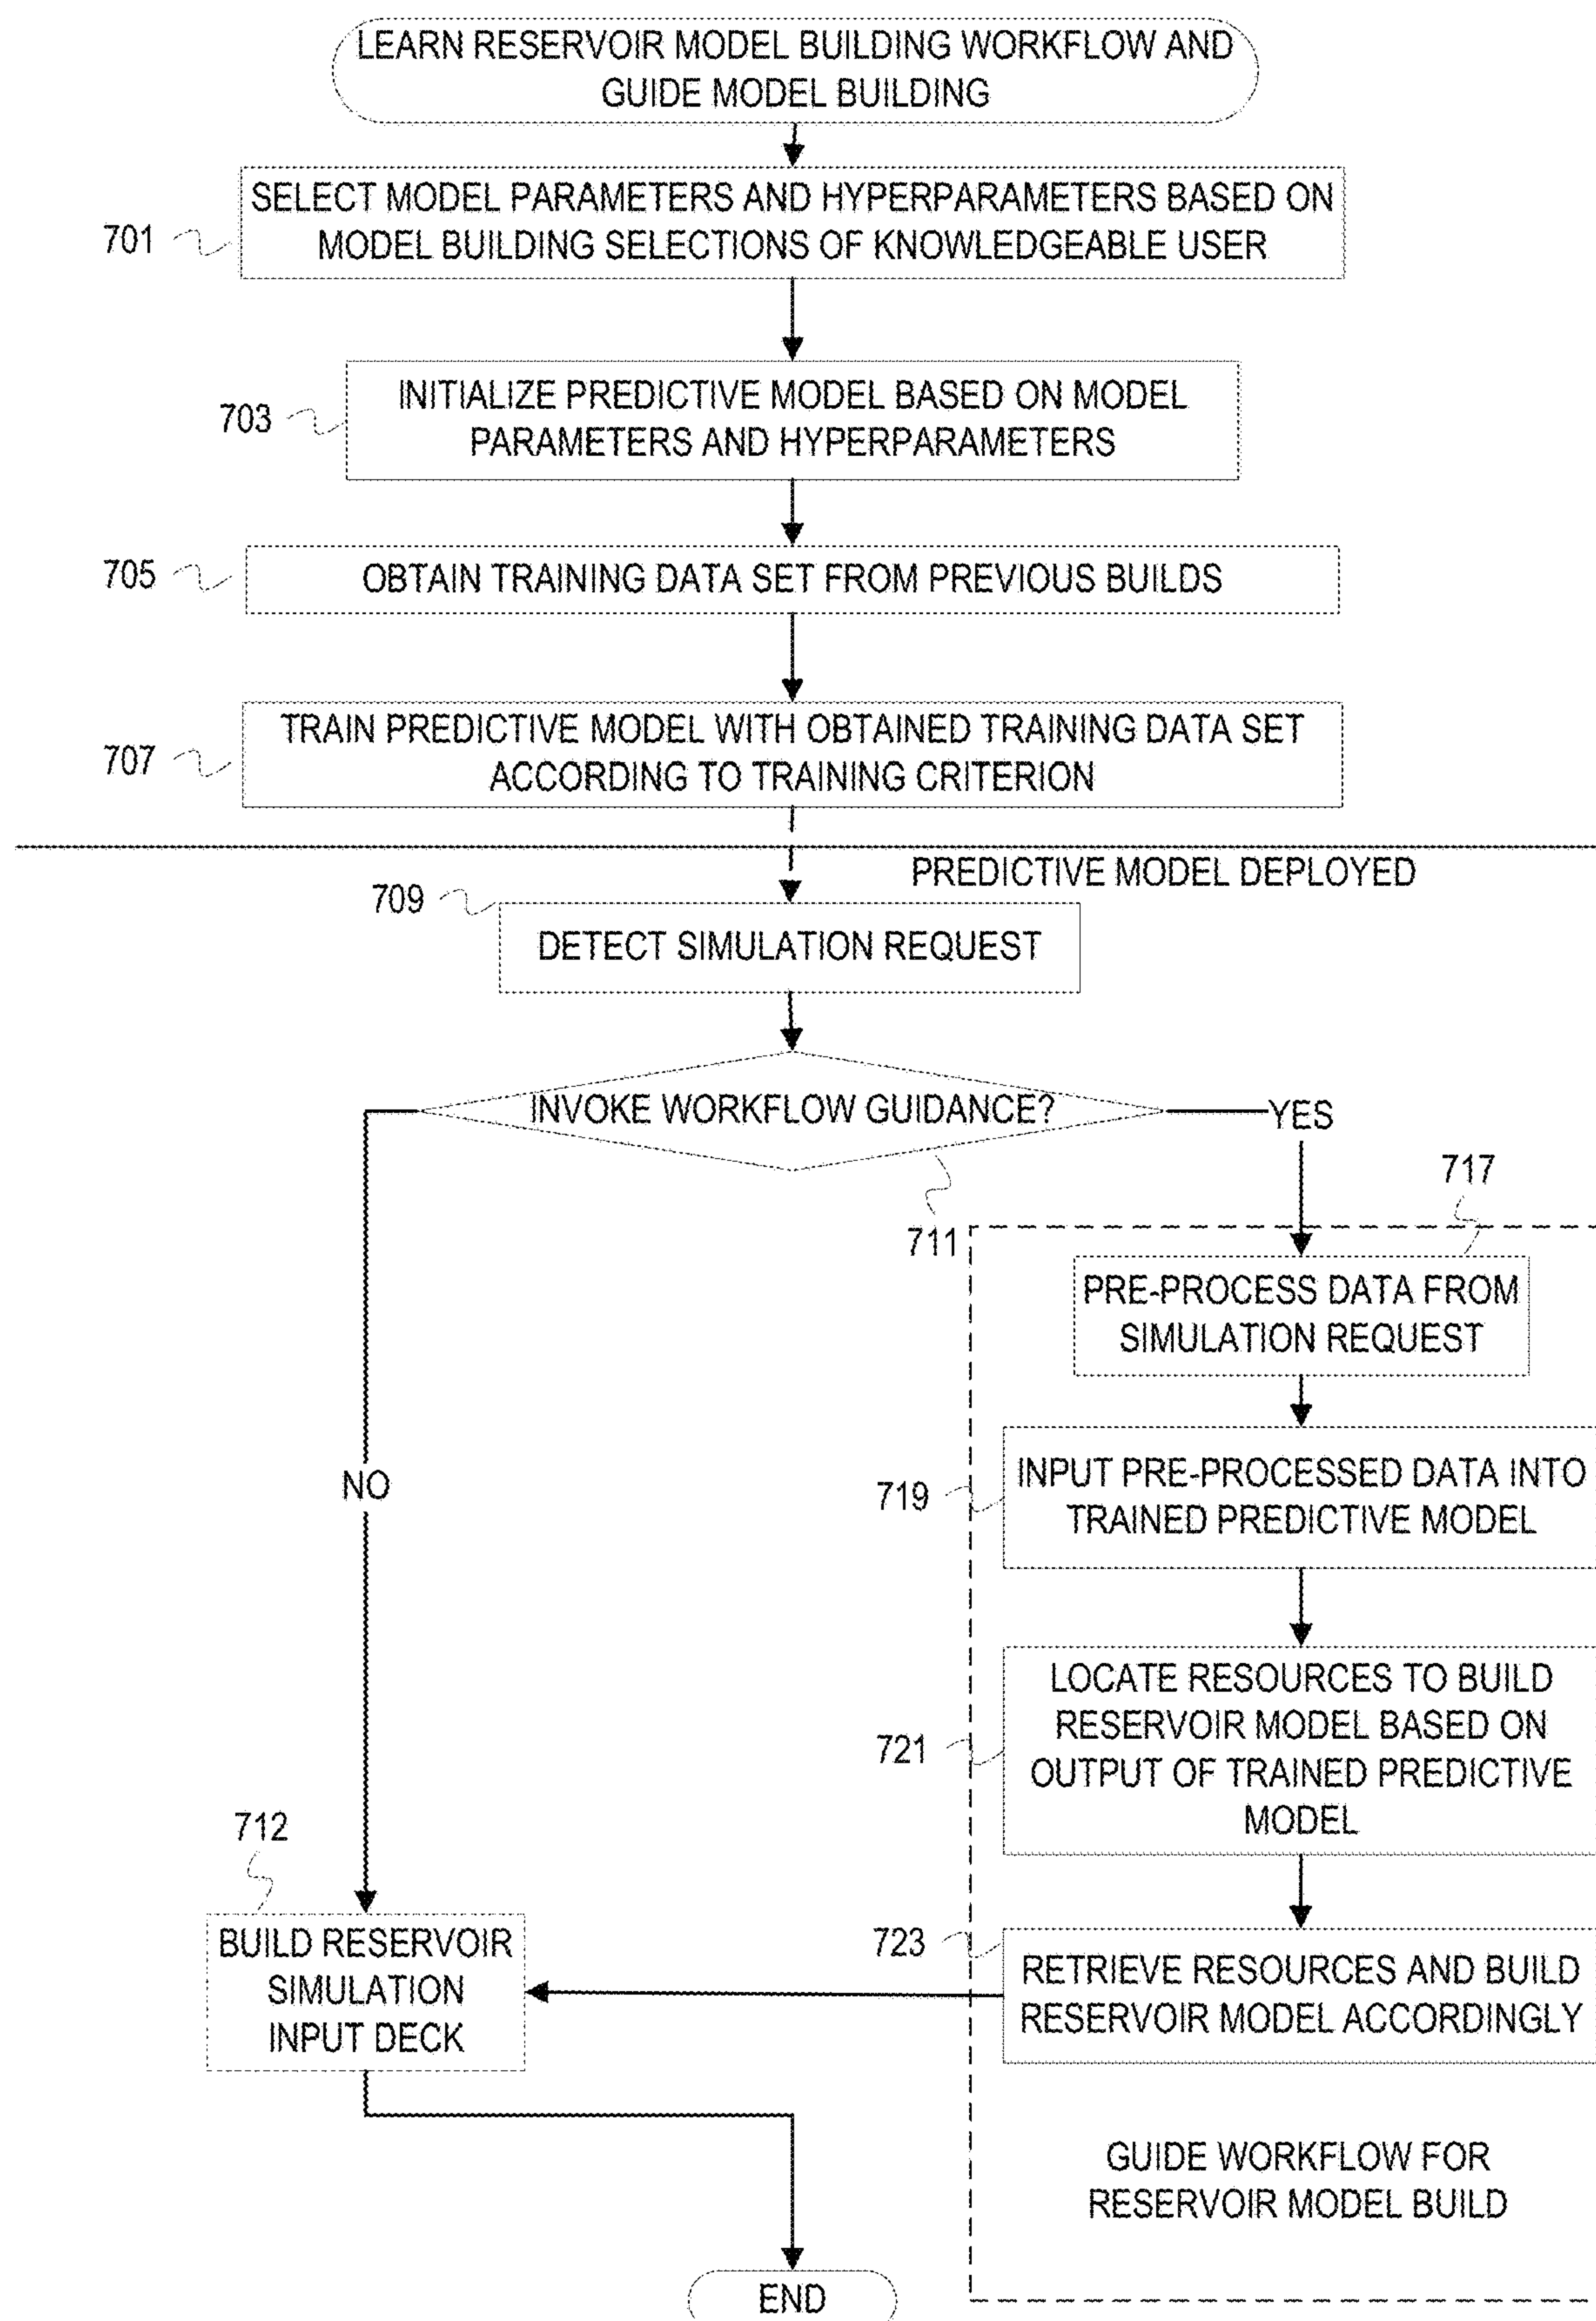 LEARN RESERVOIR MODEL BUILDING WORKFLOW AND
GUIDE MODEL BUILDING
701
SELECT MODEL PARAMETERS AND HYPERPARAMETERS BASED ON
MODEL BUILDING SELECTIONS OF KNOWLEDGEABLE USER
703
INITIALIZE PREDICTIVE MODEL BASED ON MODEL
PARAMETERS AND HYPERPARAMETERS
705
OBTAIN TRAINING DATA SET FROM PREVIOUS BUILDS
707
TRAIN PREDICTIVE MODEL WITH OBTAINED TRAINING DATA SET
ACCORDING TO TRAINING CRITERION
PREDICTIVE MODEL DEPLOYED
709
DETECT SIMULATION REQUEST
INVOKE WORKFLOW GUIDANCE?
YES
711
717
PRE-PROCESS DATA FROM
SIMULATION REQUEST
NO
719
INPUT PRE-PROCESSED DATA INTO
TRAINED PREDICTIVE MODEL
721
LOCATE RESOURCES TO BUILD
RESERVOIR MODEL BASED ON
OUTPUT OF TRAINED PREDICTIVE
MODEL
712
BUILD RESERVOIR
SIMULATION
INPUT DECK
723
RETRIEVE RESOURCES AND BUILD
RESERVOIR MODEL ACCORDINGLY
GUIDE WORKFLOW FOR
RESERVOIR MODEL BUILD
END